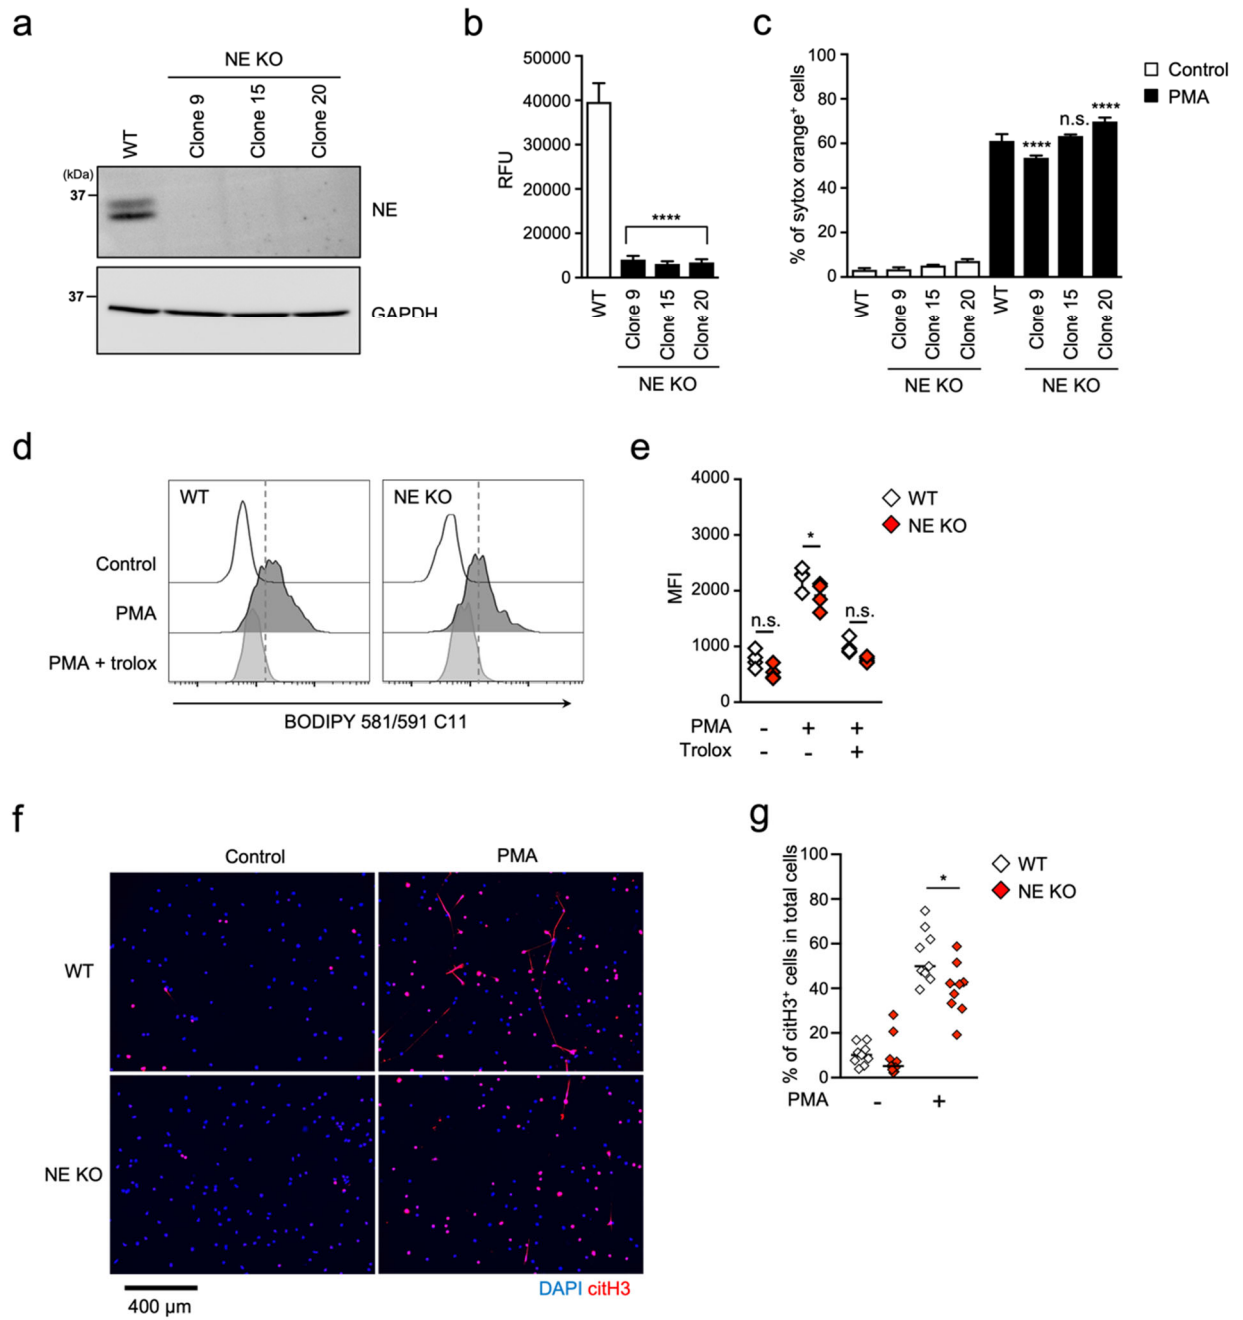 a
NE KO
WT
Clone 9
Clone 15
Clone 20
(kDa)
37
NE
37
GAPDH
b
50000
40000
30000
20000
20000
0
RFU
****
WT
Clone 9
Clone 15
Clone 20
NE KO
c
100
80
60
40
20
0
% of sytox orange⁺ cells
****
n.s.
****
Control
PMA
WT
Clone 9
Clone 15
Clone 20
WT
Clone 9
Clone 15
Clone 20
NE KO
NE KO
d
WT
NE KO
Control
PMA
PMA + trolox
BODIPY 581/591 C11
e
4000
3000
2000
1000
0
MFI
n.s.
*
n.s.
WT
NE KO
PMA - + +
Trolox - - +
f
Control
PMA
WT
NE KO
DAPI citH3
400 µm
g
100
80
60
40
20
0
% of citH3⁺ cells in total cells
*
WT
NE KO
PMA - +